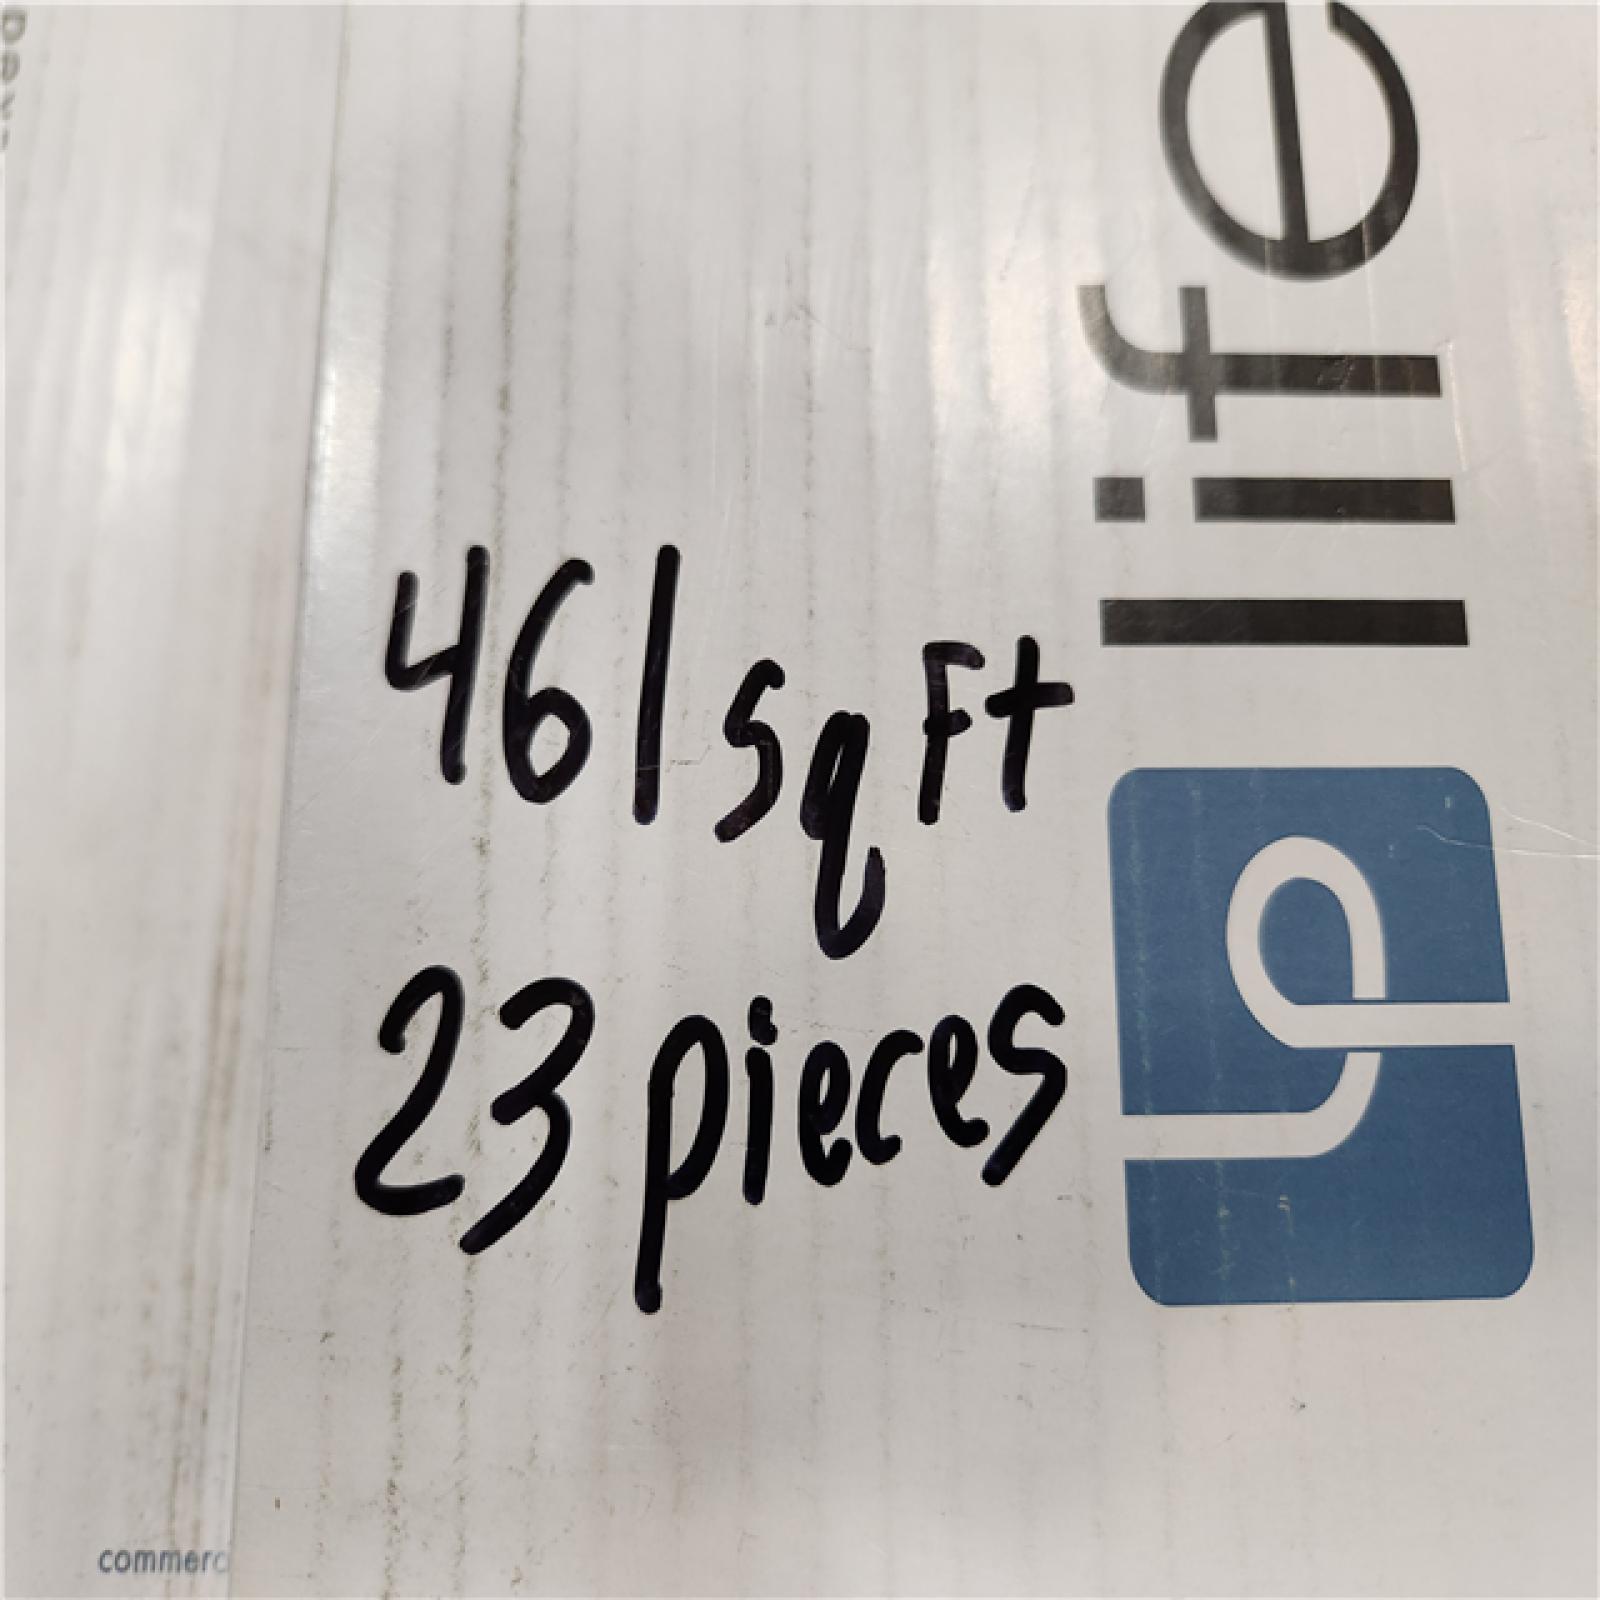 life
461 sq Ft
23 pieces
commerc